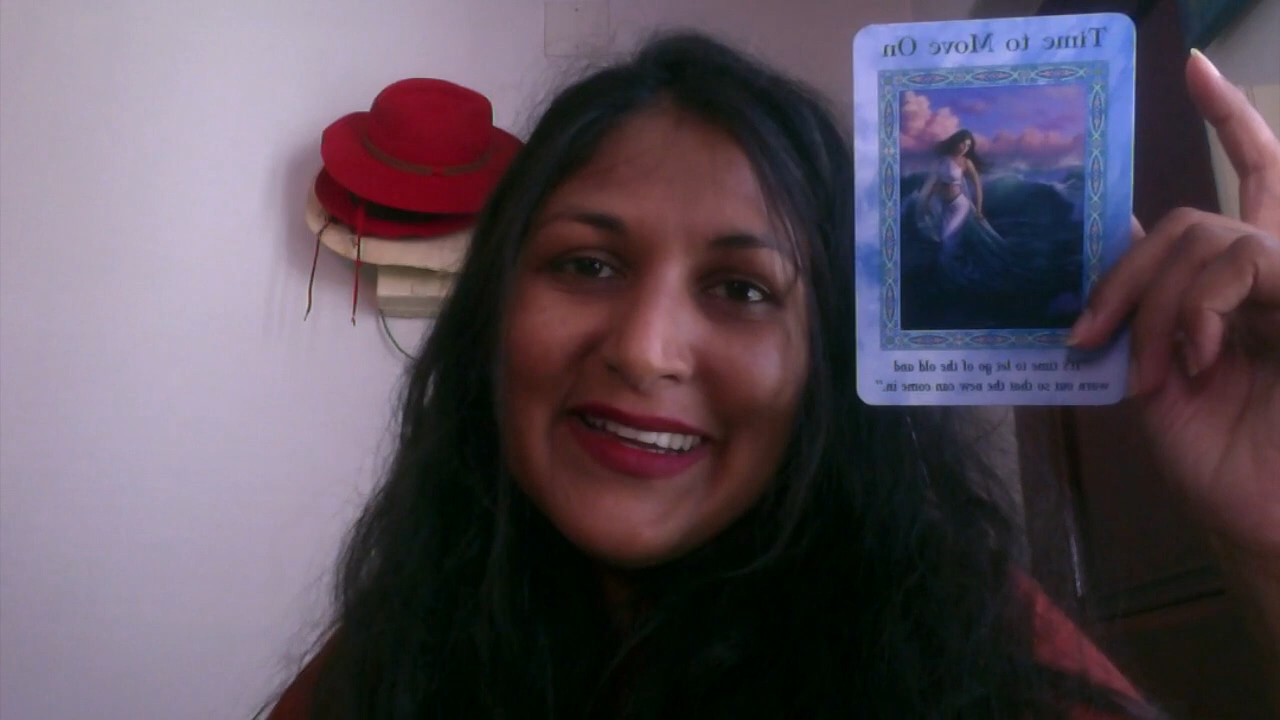 Time to Move On
"It's time to let go of the old and
worn out so that the new can come in."